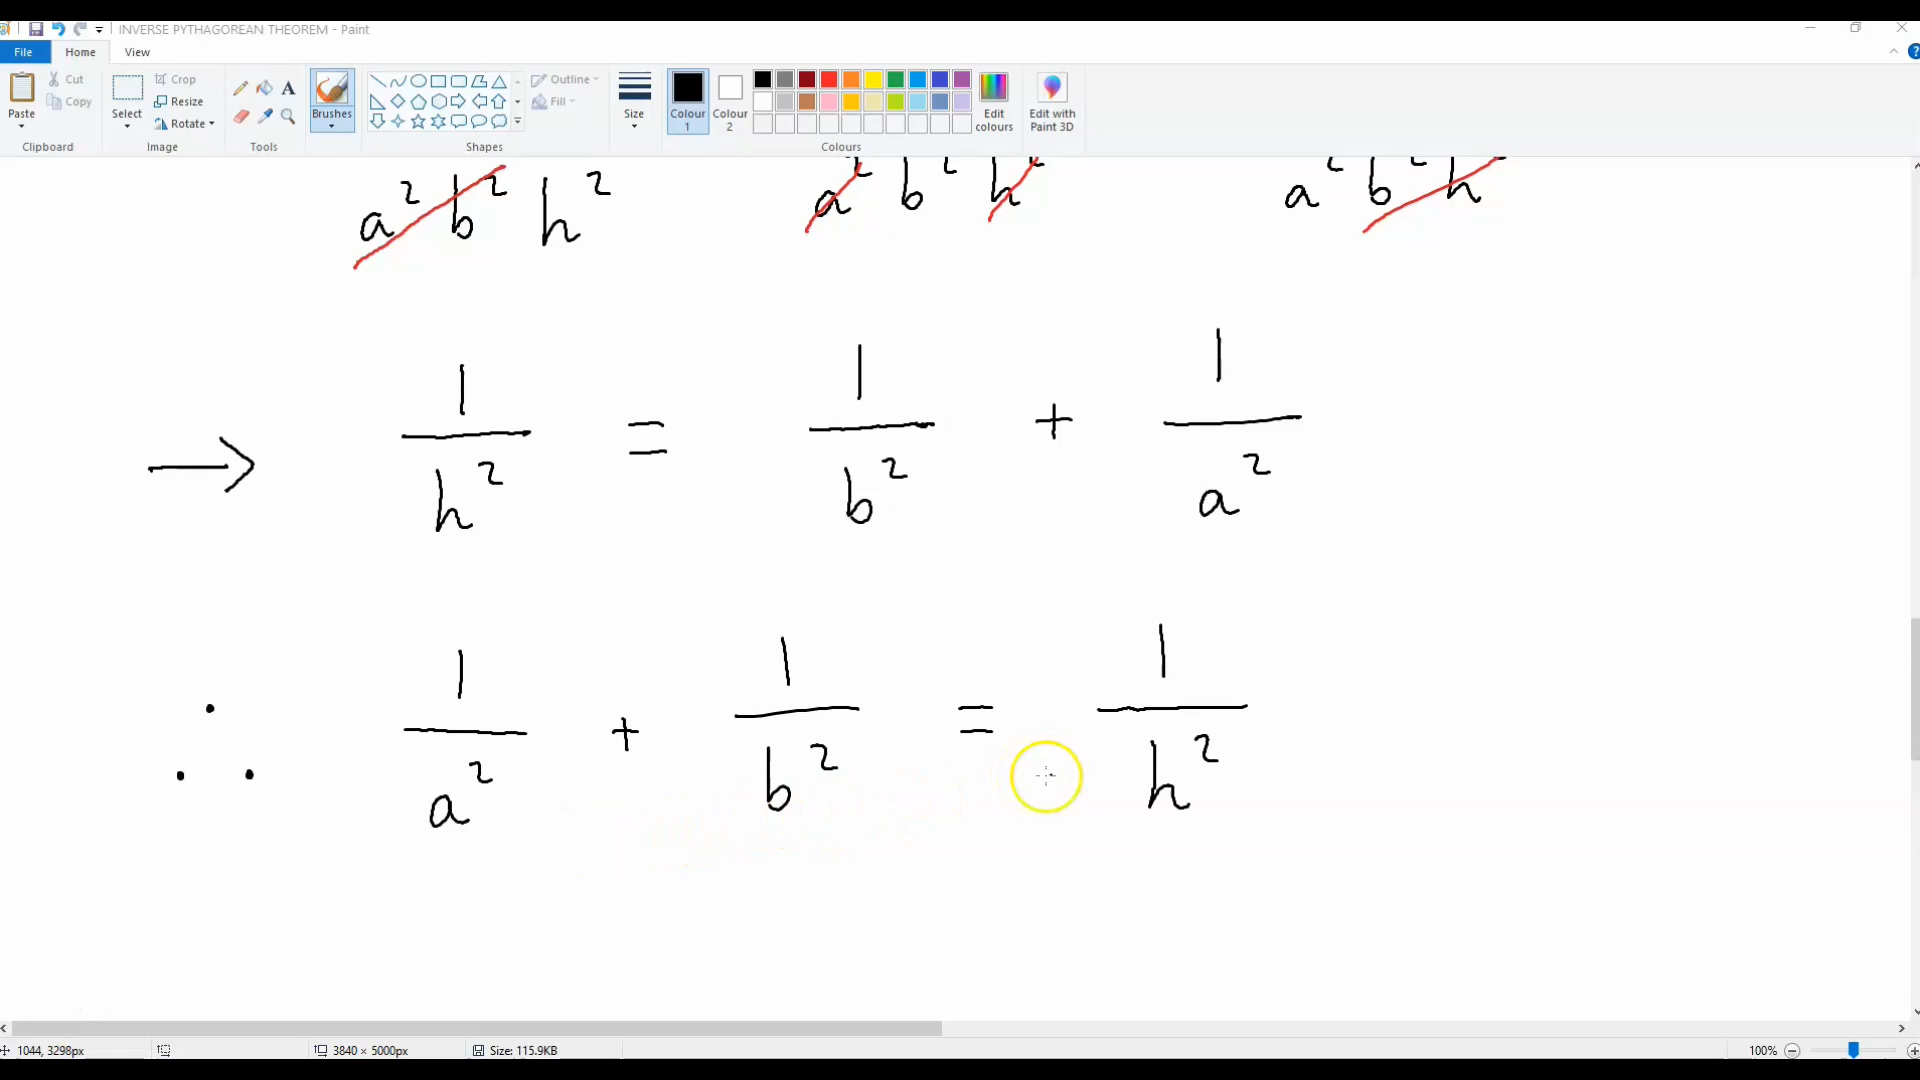 INVERSE PYTHAGOREAN THEOREM - Paint
File Home View
Cut
Copy
Paste
Clipboard
Select
Crop
Resize
Rotate
Image
Tools
Brushes
Shapes
Outline
Fill
Size
Colour 1
Colour 2
Edit colours
Colours
Edit with Paint 3D
a² b² h² a² b² h² a² b² h
→ 1/h² = 1/b² + 1/a²
∴ 1/a² + 1/b² = 1/h²
1044, 3298px 3840 × 5000px Size: 115.9KB 100%